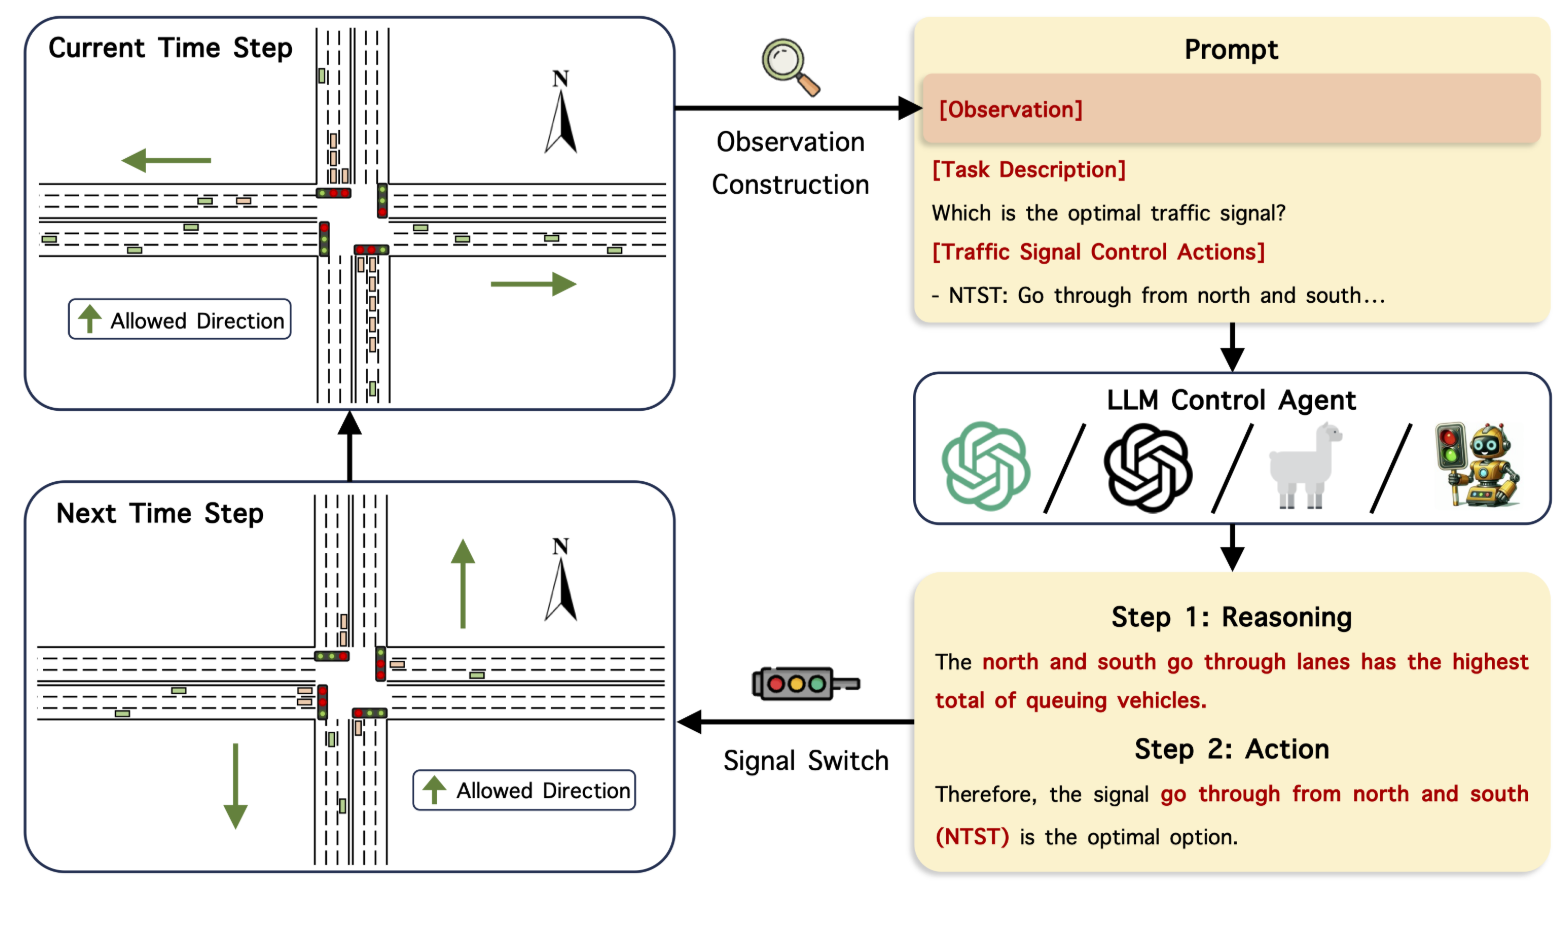 Current Time Step
N
Allowed Direction
Observation
Construction
Prompt
[Observation]
[Task Description]
Which is the optimal traffic signal?
[Traffic Signal Control Actions]
- NTST: Go through from north and south...
LLM Control Agent
Step 1: Reasoning
The north and south go through lanes has the highest
total of queuing vehicles.
Step 2: Action
Therefore, the signal go through from north and south
(NTST) is the optimal option.
Signal Switch
Next Time Step
N
Allowed Direction